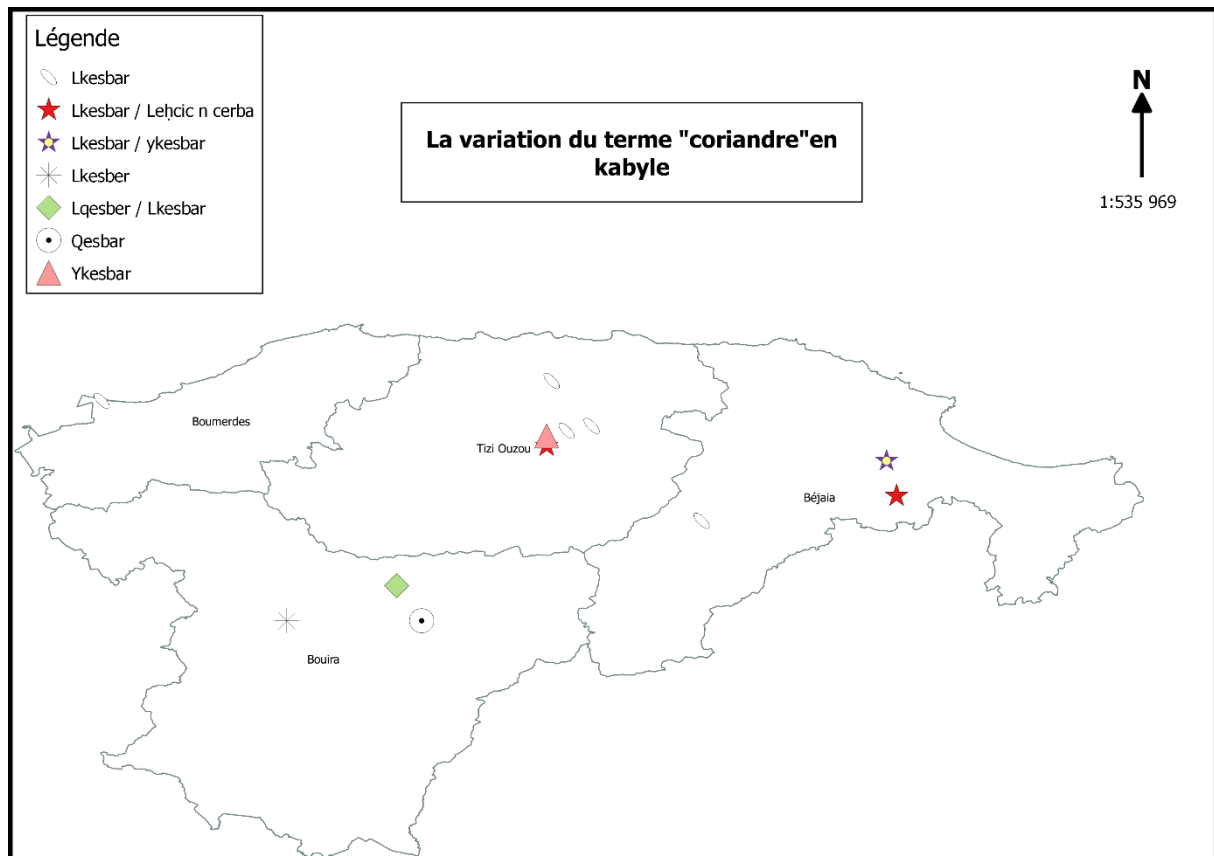 Légende
Lkesbar
Lkesbar / Leḥcic n cerba
Lkesbar / ykesbar
Lkesber
Lqesber / Lkesbar
Qesbar
Ykesbar
La variation du terme "coriandre"en
kabyle
N
1:535 969
Boumerdes
Tizi Ouzou
Béjaia
Bouira